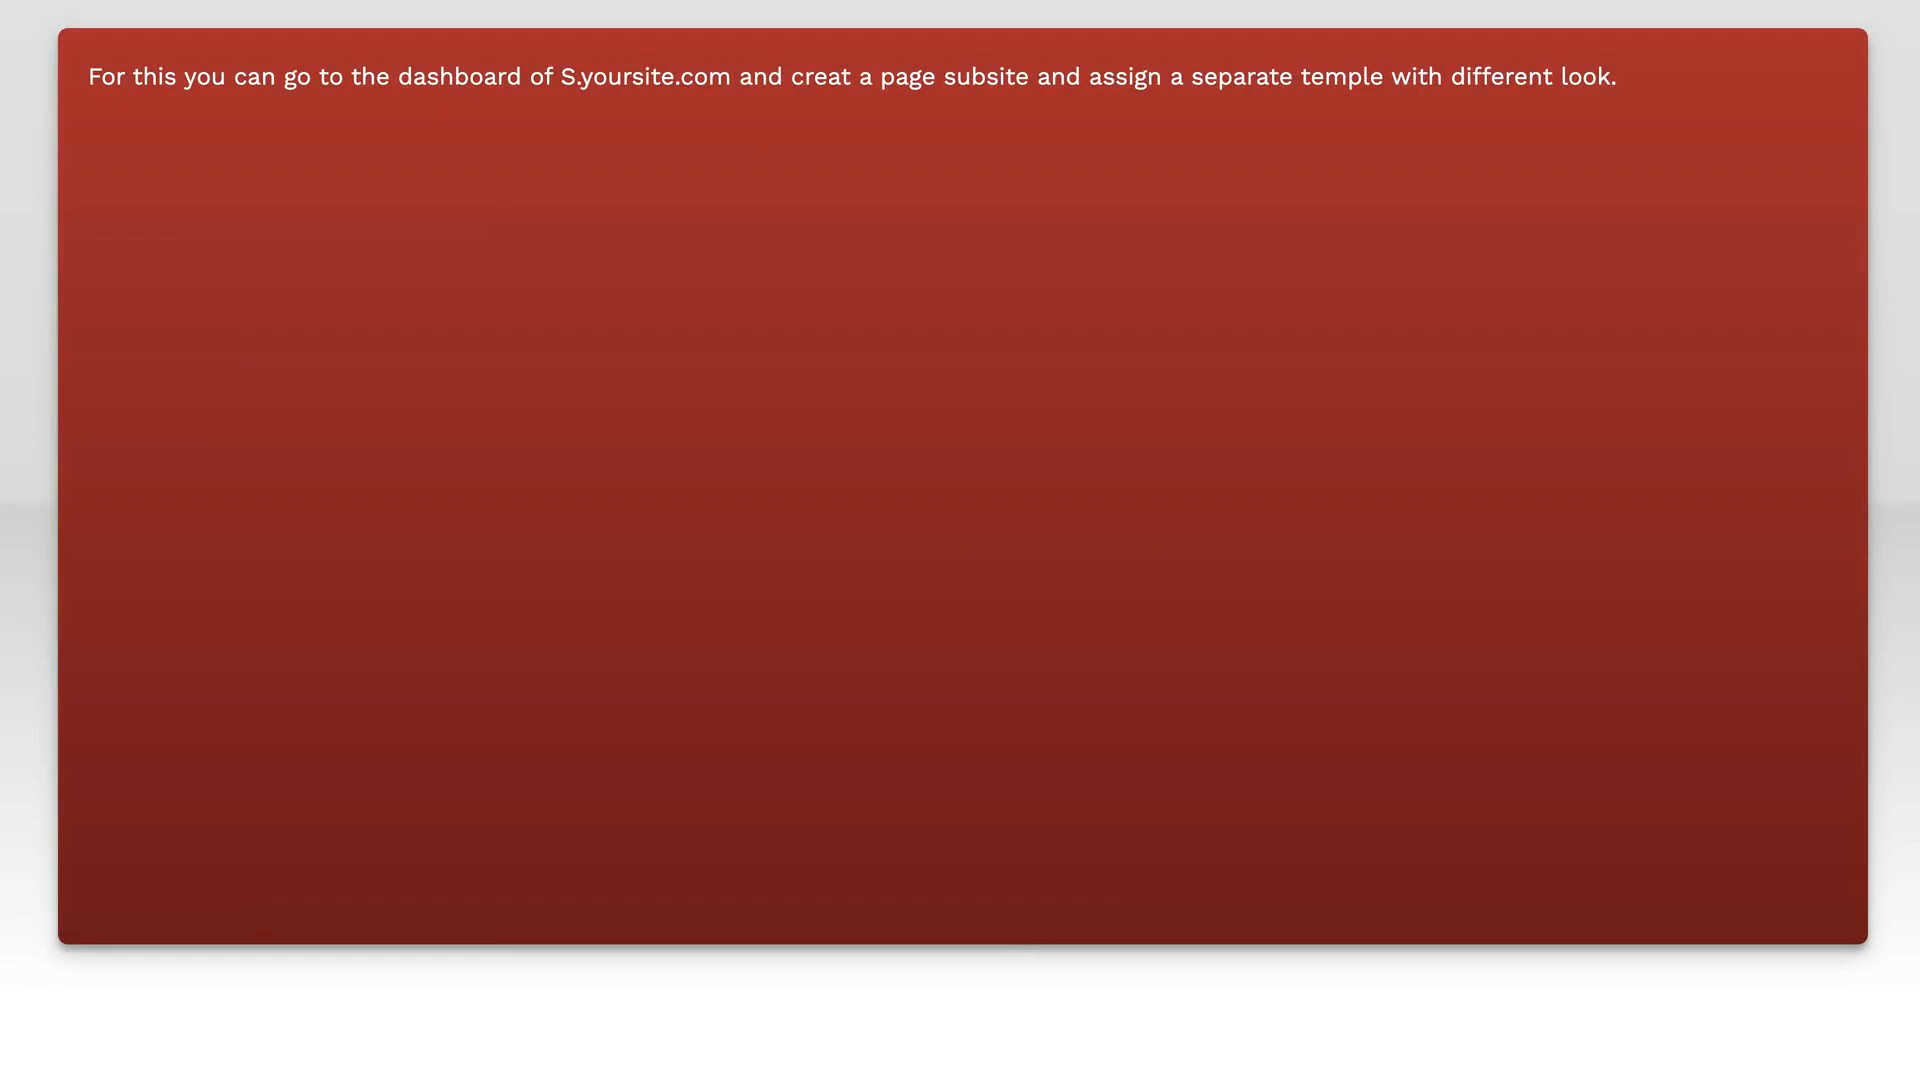 For this you can go to the dashboard of S.yoursite.com and creat a page subsite and assign a separate temple with different look.